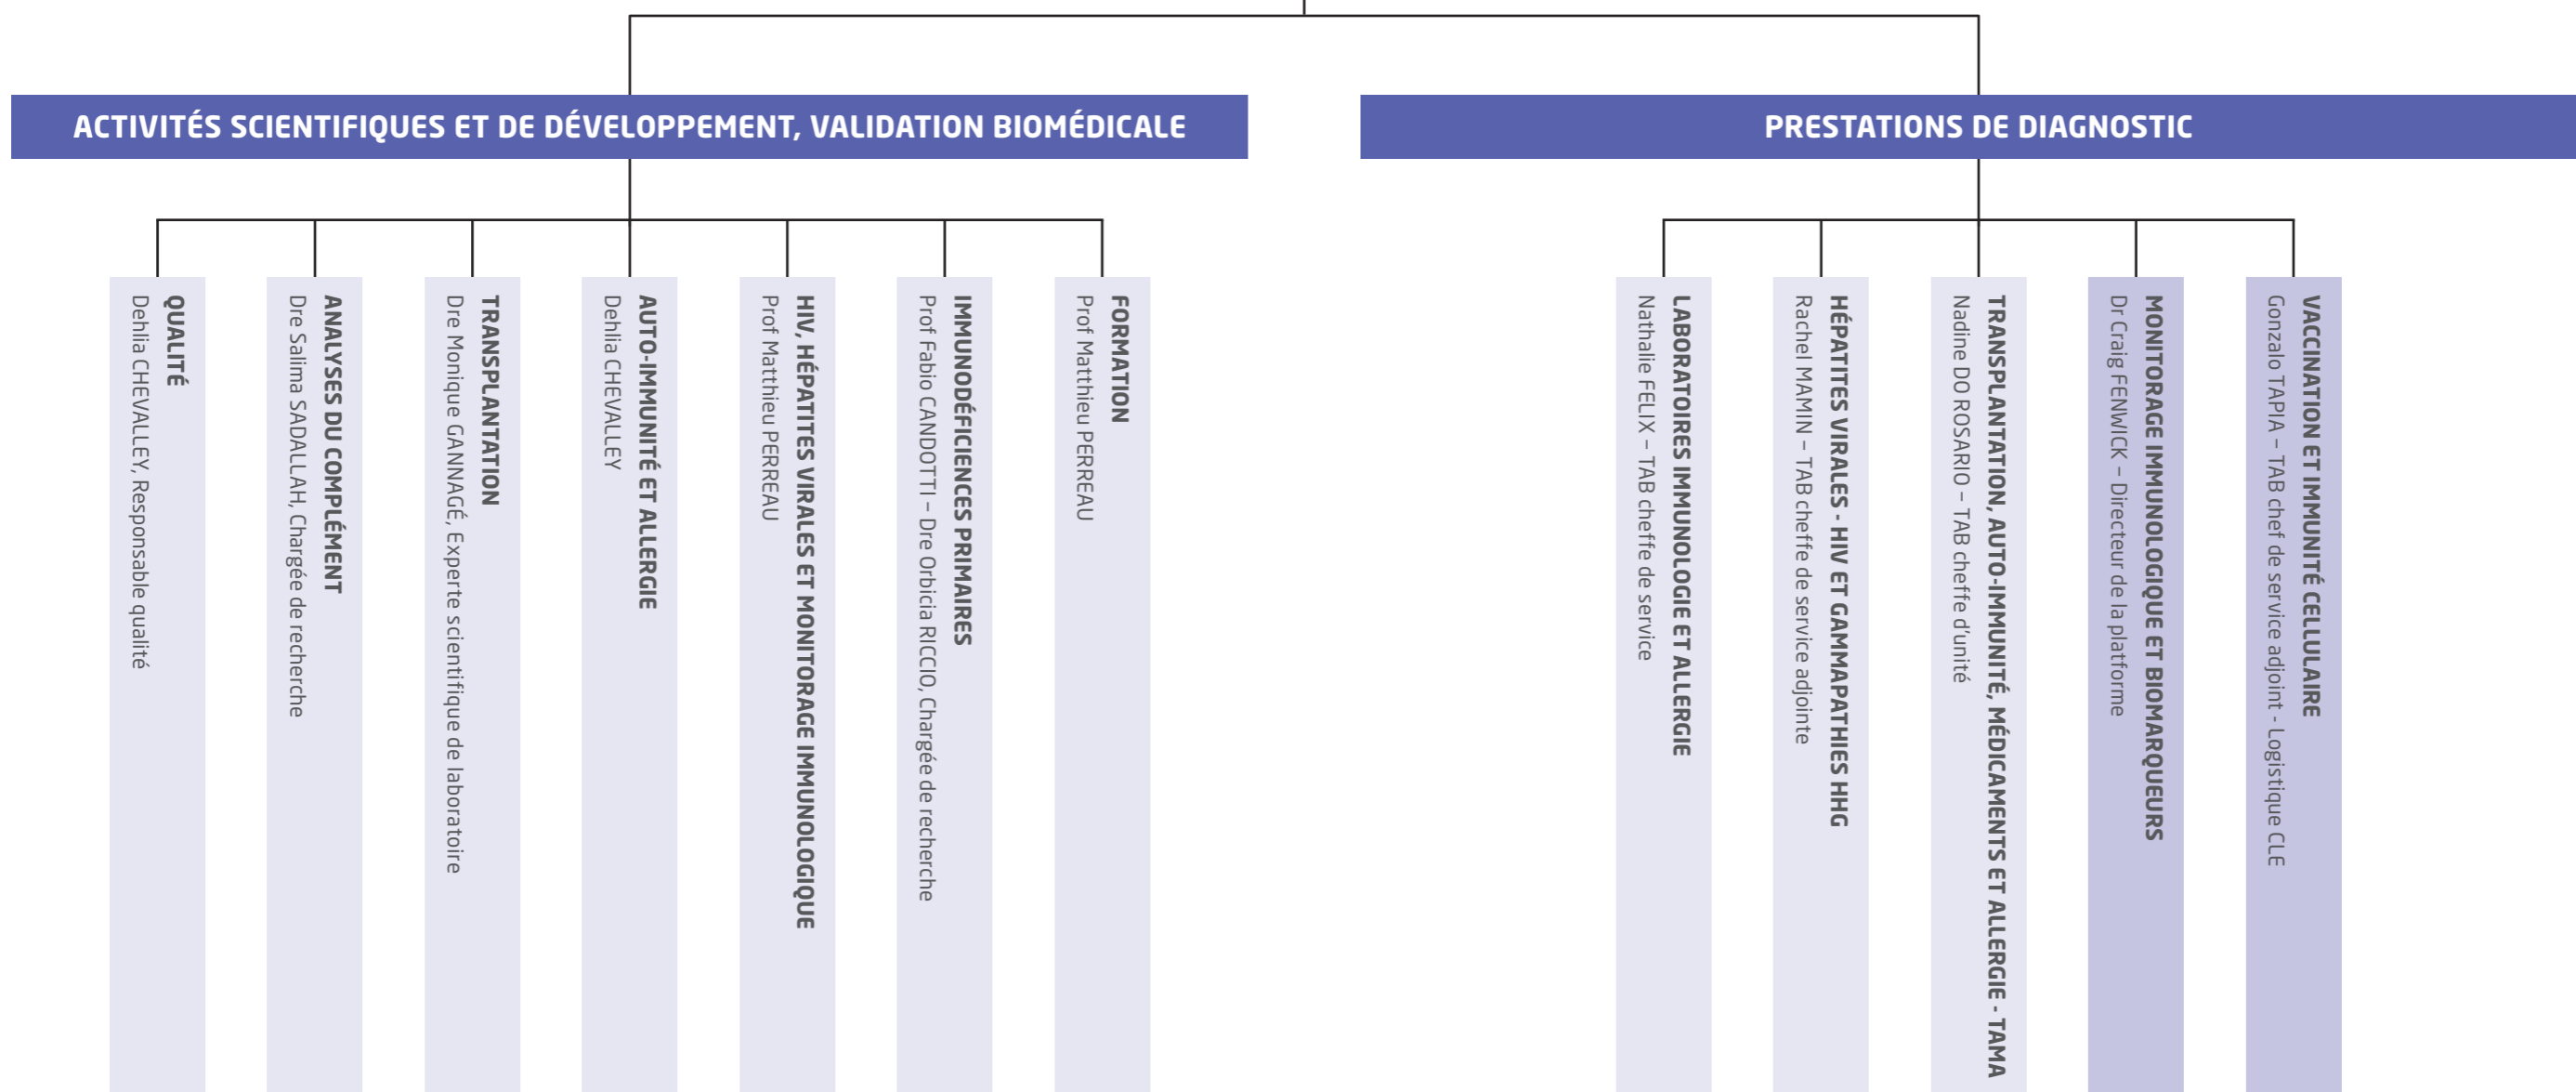 ACTIVITÉS SCIENTIFIQUES ET DE DÉVELOPPEMENT, VALIDATION BIOMÉDICALE
QUALITÉ
Dehlia CHEVALLEY, Responsable qualité
ANALYSES DU COMPLÉMENT
Dre Salima SADALLAH, Chargée de recherche
TRANSPLANTATION
Dre Monique GANNAGÉ, Experte scientifique de laboratoire
AUTO-IMMUNITÉ ET ALLERGIE
Dehlia CHEVALLEY
HIV, HÉPATITES VIRALES ET MONITORAGE IMMUNOLOGIQUE
Prof Matthieu PERREAU
IMMUNODÉFICIENCES PRIMAIRES
Prof Fabio CANDOTTI – Dre Orbicia RICCIO, Chargée de recherche
FORMATION
Prof Matthieu PERREAU
PRESTATIONS DE DIAGNOSTIC
LABORATOIRES IMMUNOLOGIE ET ALLERGIE
Nathalie FELIX – TAB cheffe de service
HÉPATITES VIRALES - HIV ET GAMMAPATHIES HHG
Rachel MAMIN – TAB cheffe de service adjointe
TRANSPLANTATION, AUTO-IMMUNITÉ, MÉDICAMENTS ET ALLERGIE - TAMA
Nadine DO ROSARIO – TAB cheffe d'unité
MONITORAGE IMMUNOLOGIQUE ET BIOMARQUEURS
Dr Craig FENWICK – Directeur de la platforme
VACCINATION ET IMMUNITÉ CELLULAIRE
Gonzalo TAPIA – TAB chef de service adjoint - Logistique CLE